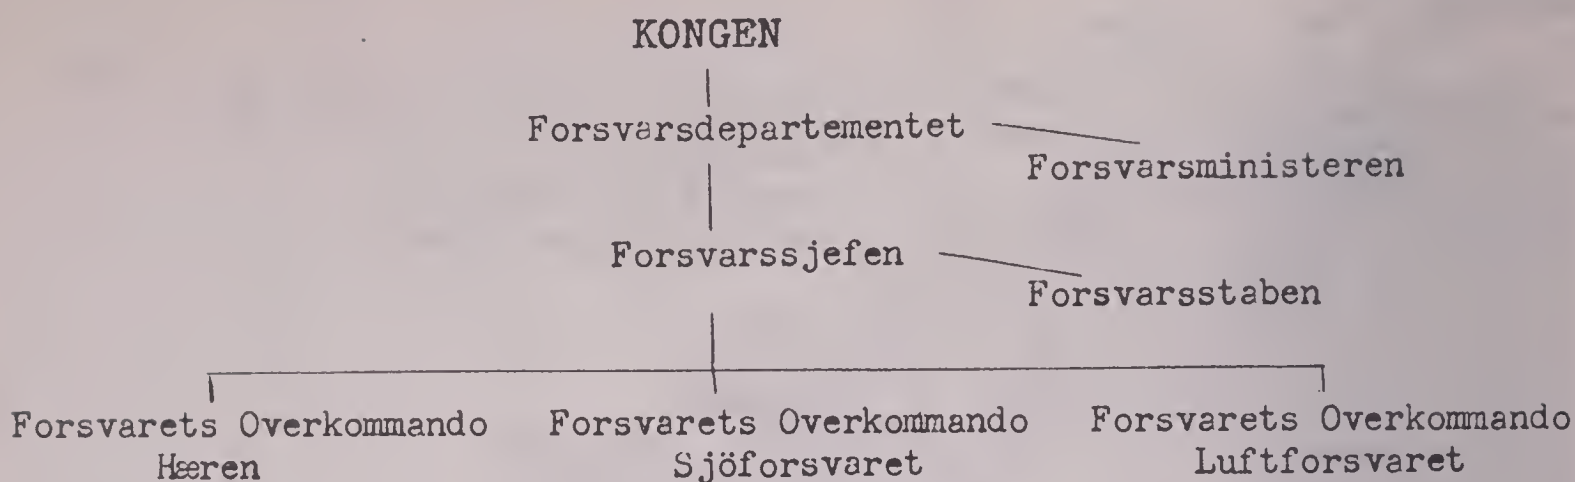 KONGEN
Forsvarsdepartementet
Forsvarsministeren
Forsvarssjefen
Forsvarsstaben
Forsvarets Overkommando Forsvarets Overkommando Forsvarets Overkommando
Hæren Sjöforsvaret Luftforsvaret